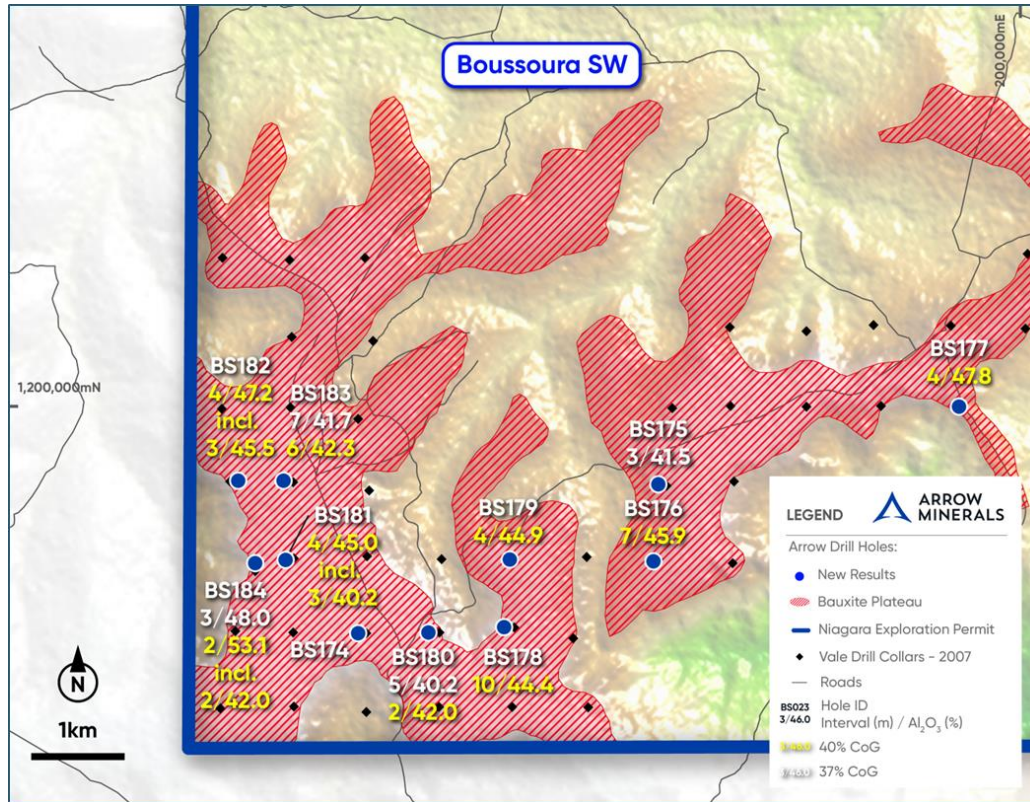 Boussoura SW
200,000mE
1,200,000mN
BS182
4/47.2
incl.
3/45.5
BS183
7/41.7
6/42.3
BS177
4/47.8
BS175
3/41.5
BS176
7/45.9
BS179
4/44.9
BS181
4/45.0
incl.
3/40.2
BS184
3/48.0
2/53.1
incl.
2/42.0
BS174
BS180
5/40.2
2/42.0
BS178
10/44.4
N
1km
LEGEND
ARROW
MINERALS
Arrow Drill Holes:
New Results
Bauxite Plateau
Niagara Exploration Permit
Vale Drill Collars - 2007
Roads
BS023
3/46.0
Hole ID
Interval (m) / Al₂O₃ (%)
3/46.0 40% CoG
3/46.0 37% CoG